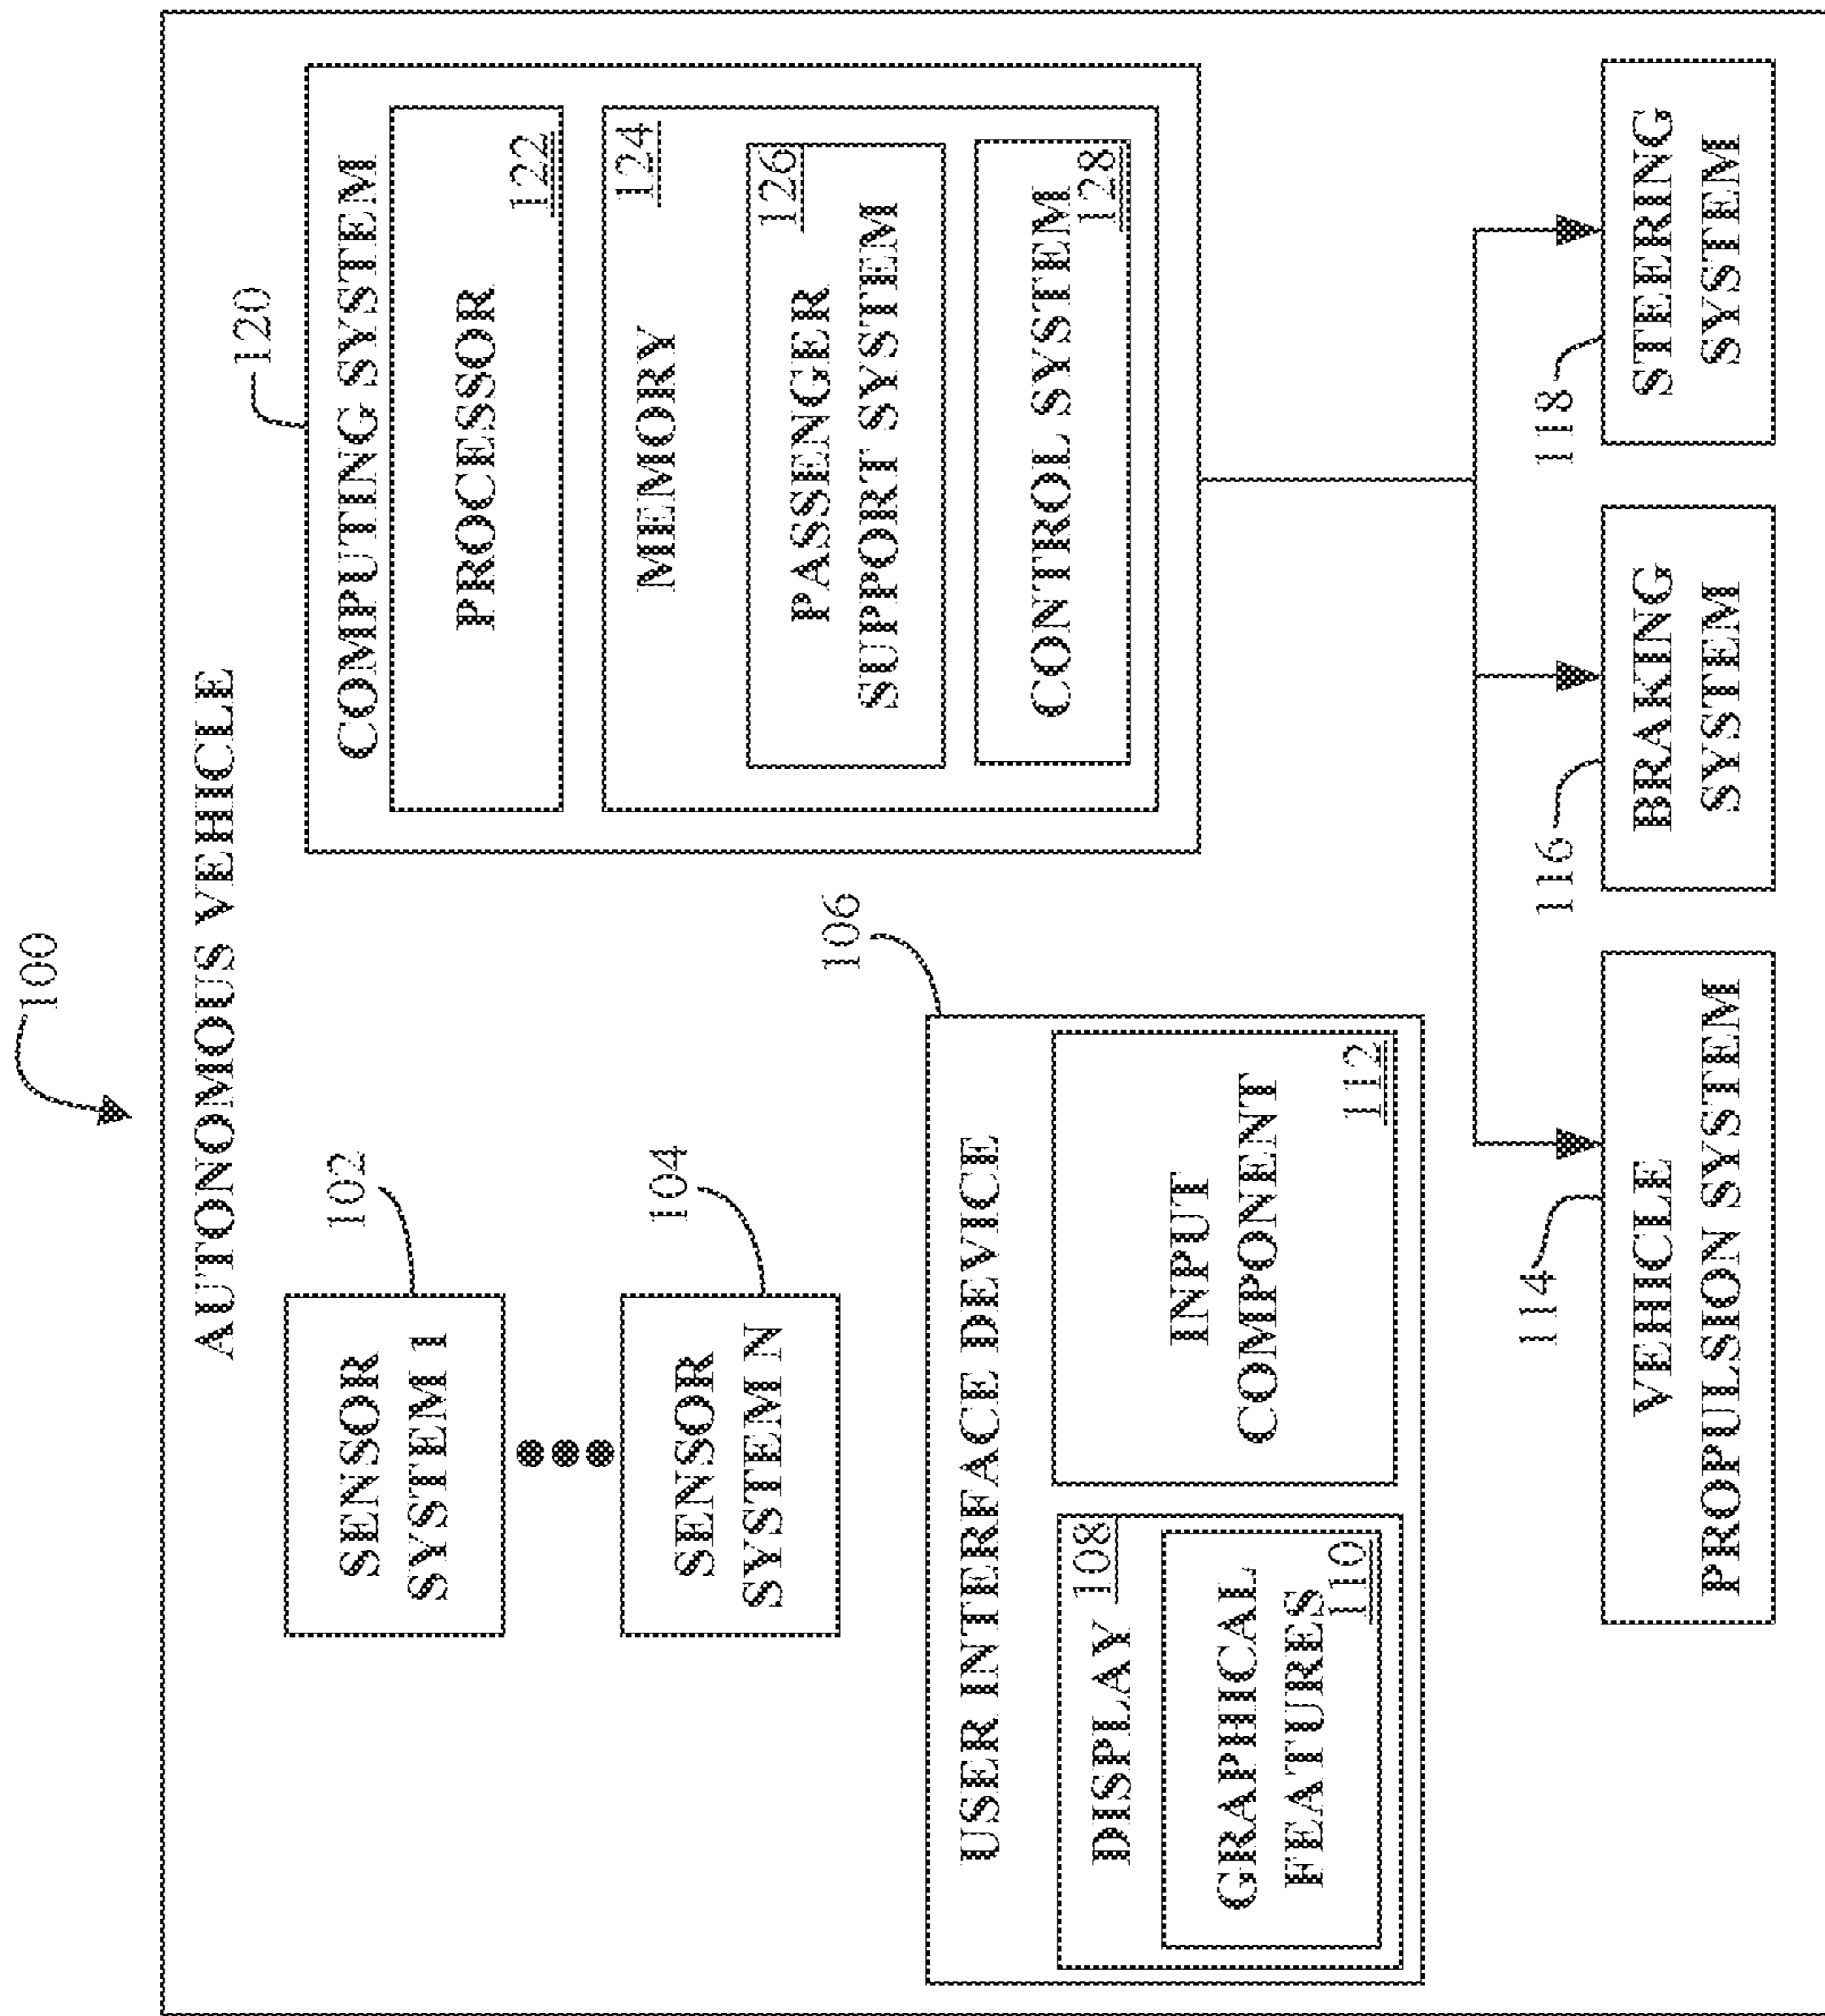 100
AUTONOMOUS VEHICLE
102
SENSOR
SYSTEM 1
104
SENSOR
SYSTEM N
120
COMPUTING SYSTEM
PROCESSOR
122
MEMORY
124
PASSENGER
SUPPORT SYSTEM
126
CONTROL SYSTEM
128
106
USER INTERFACE DEVICE
DISPLAY 108
GRAPHICAL
FEATURES
110
INPUT
COMPONENT
112
114
VEHICLE
PROPULSION SYSTEM
116
BRAKING
SYSTEM
118
STEERING
SYSTEM